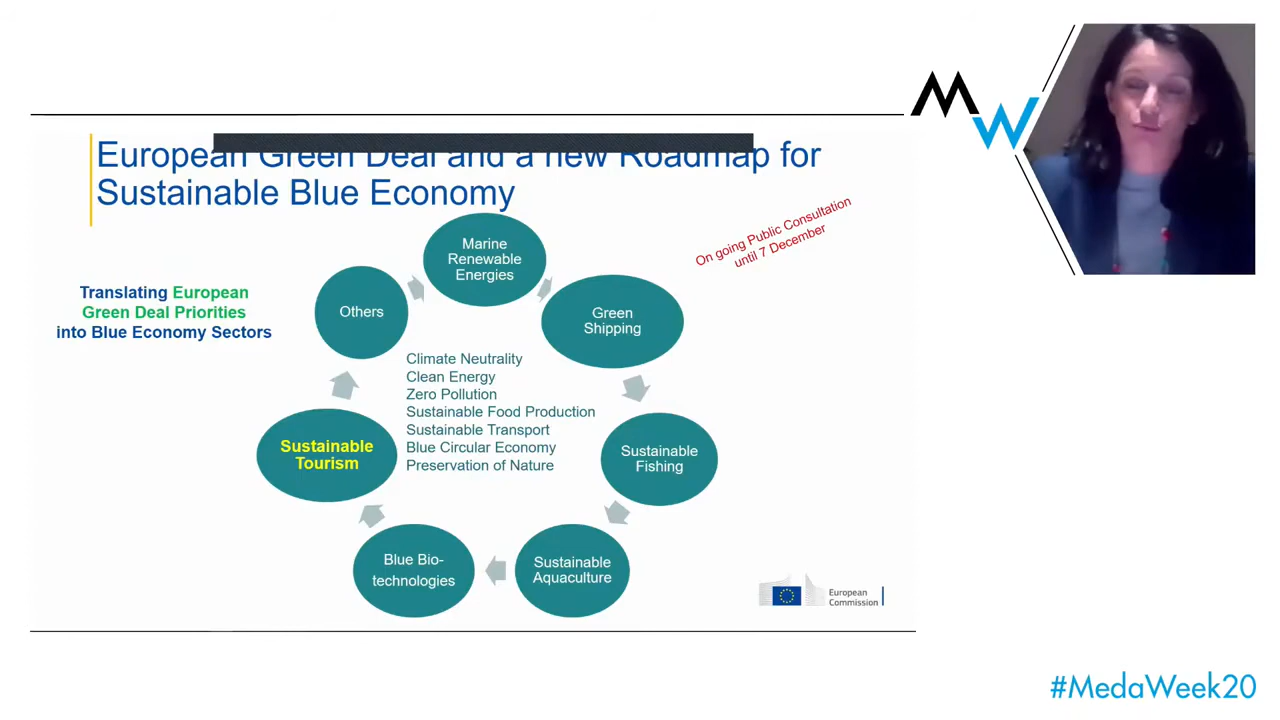 MW
European Green Deal and a new Roadmap for
Sustainable Blue Economy
On going Public Consultation
until 7 December
Translating European
Green Deal Priorities
into Blue Economy Sectors
Marine
Renewable
Energies
Green
Shipping
Sustainable
Fishing
Sustainable
Aquaculture
Blue Bio-
technologies
Sustainable
Tourism
Others
Climate Neutrality
Clean Energy
Zero Pollution
Sustainable Food Production
Sustainable Transport
Blue Circular Economy
Preservation of Nature
European
Commission
#MedaWeek20